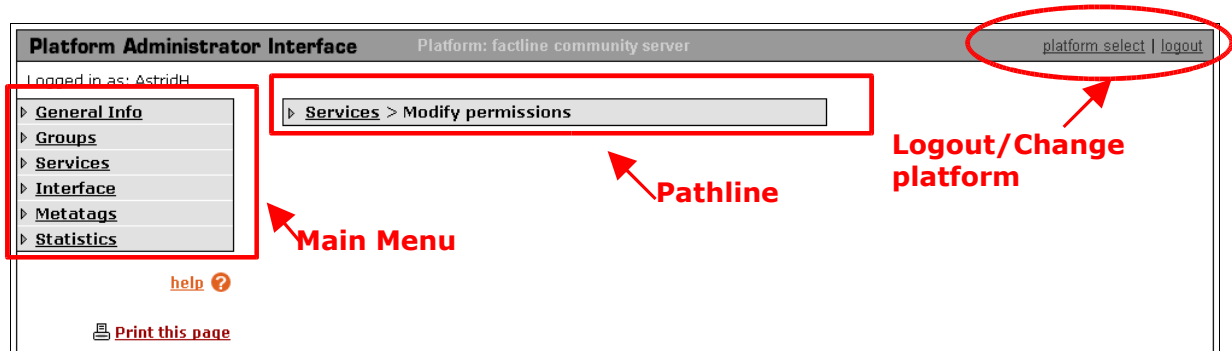 Platform Administrator Interface
Platform: factline community server
platform select | logout
Logged in as: AstridH
General Info
Groups
Services
Interface
Metatags
Statistics
Services > Modify permissions
Logout/Change
platform
Pathline
Main Menu
help ?
Print this page